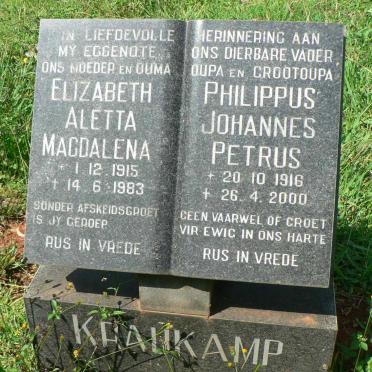 IN LIEFDEVOLLE
MY EGGENOTE,
ONS MOEDER EN OUMA
ELIZABETH
ALETTA
MAGDALENA
* 1.12.1915
+ 14.6.1983
SONDER AFSKEIDSGROET
IS JY GEROEP
RUS IN VREDE
HERINNERING AAN
ONS DIERBARE VADER
OUPA EN GROOTOUPA
PHILIPPUS
JOHANNES
PETRUS
* 20.10.1916
+ 26.4.2000
GEEN VAARWEL OF GROET
VIR EWIG IN ONS HARTE
RUS IN VREDE
KRAUKAMP